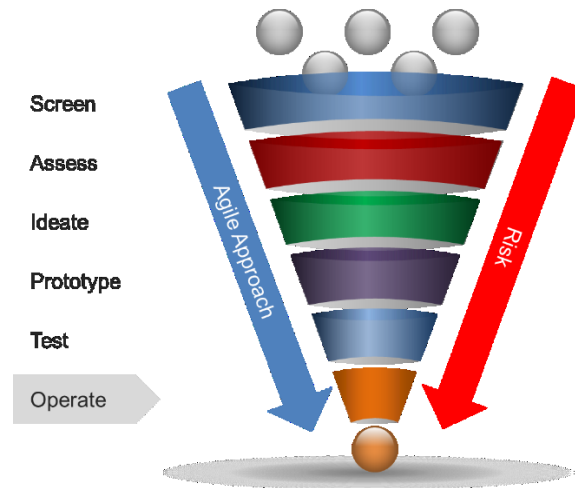 Screen
Assess
Ideate
Prototype
Test
Operate
Agile Approach
Risk